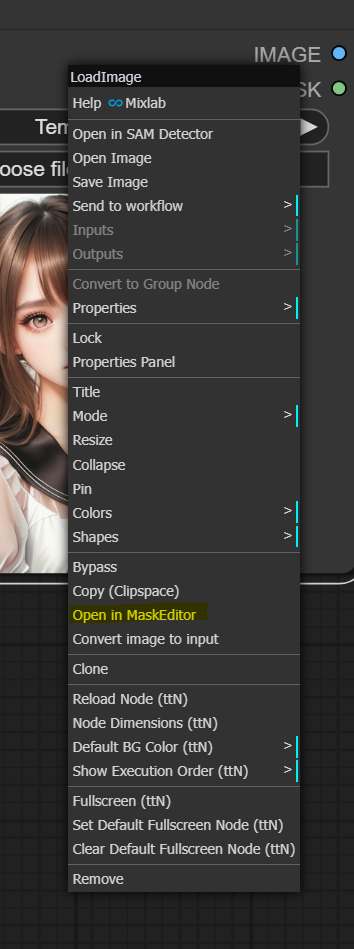 IMAGE
LoadImage
SK
Help Mixlab
Tem
Open in SAM Detector
Open Image
oose fil
Save Image
Send to workflow >
Inputs >
Outputs >
Convert to Group Node
Properties >
Lock
Properties Panel
Title
Mode >
Resize
Collapse
Pin
Colors >
Shapes >
Bypass
Copy (Clipspace)
Open in MaskEditor
Convert image to input
Clone
Reload Node (ttN)
Node Dimensions (ttN)
Default BG Color (ttN) >
Show Execution Order (ttN) >
Fullscreen (ttN)
Set Default Fullscreen Node (ttN)
Clear Default Fullscreen Node (ttN)
Remove